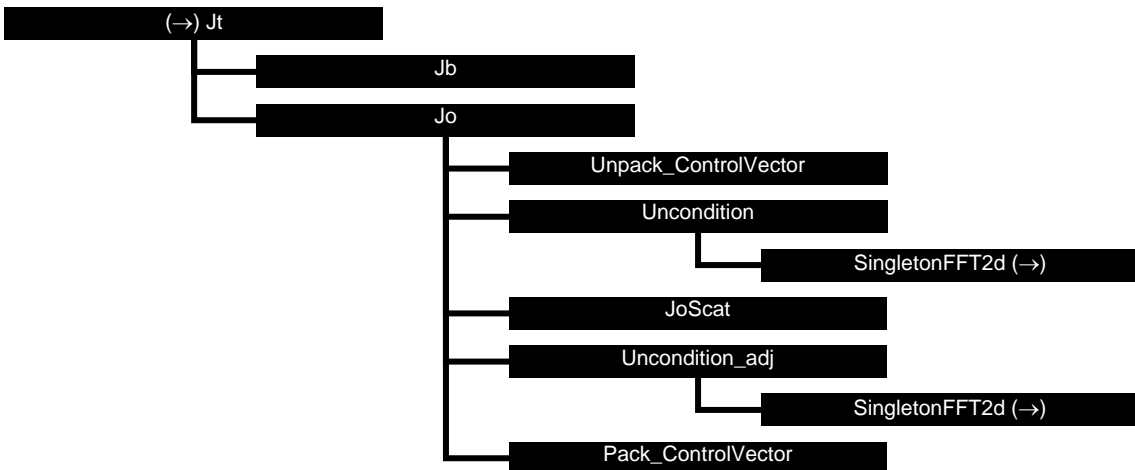 (→) Jt
Jb
Jo
Unpack_ControlVector
Uncondition
SingletonFFT2d (→)
JoScat
Uncondition_adj
SingletonFFT2d (→)
Pack_ControlVector